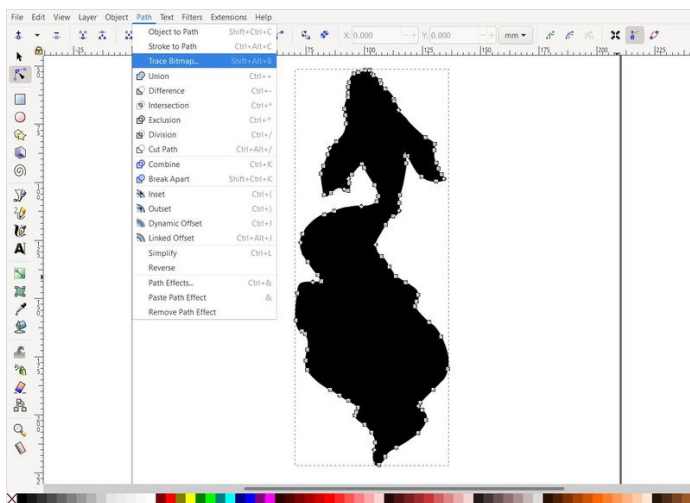 File Edit View Layer Object Path Text Filters Extensions Help
X: 0.000 Y: 0.000 mm
Object to Path Shift+Ctrl+C
Stroke to Path Ctrl+Alt+C
Trace Bitmap... Shift+Alt+B
Union Ctrl++
Difference Ctrl+-
Intersection Ctrl+*
Exclusion Ctrl+^
Division Ctrl+/
Cut Path Ctrl+Alt+/
Combine Ctrl+K
Break Apart Shift+Ctrl+K
Inset Ctrl+(
Outset Ctrl+)
Dynamic Offset Ctrl+J
Linked Offset Ctrl+Alt+J
Simplify Ctrl+L
Reverse
Path Effects... Ctrl+&
Paste Path Effect &
Remove Path Effect